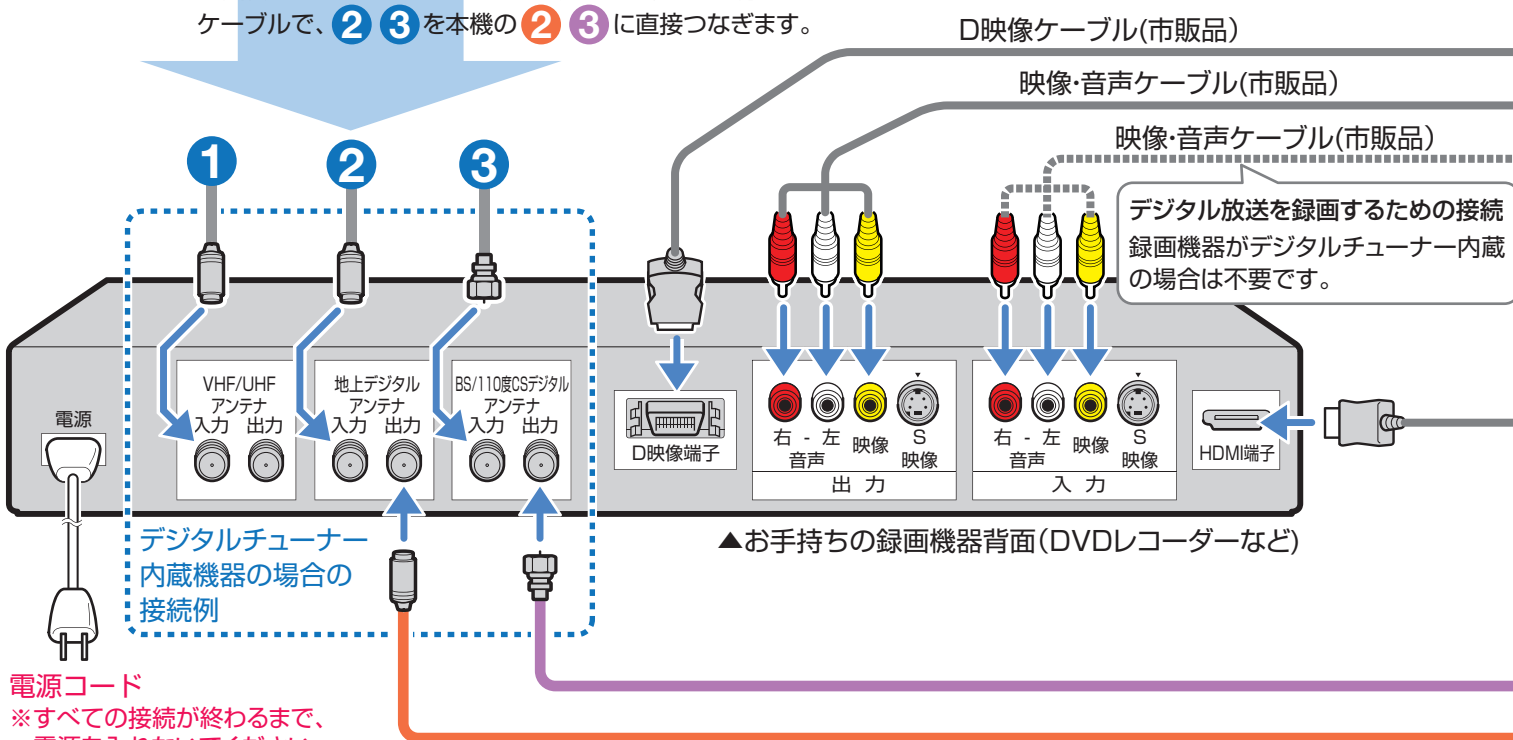 ケーブルで、2 3を本機の2 3に直接つなぎます。
D映像ケーブル(市販品)
映像・音声ケーブル(市販品)
映像・音声ケーブル(市販品)
デジタル放送を録画するための接続
録画機器がデジタルチューナー内蔵
の場合は不要です。
1 2 3
電源
VHF/UHF
アンテナ
入力 出力
地上デジタル
アンテナ
入力 出力
BS/110度CSデジタル
アンテナ
入力 出力
D映像端子
右 - 左
音声
映像
S
映像
出 力
右 - 左
音声
映像
S
映像
入 力
HDMI端子
デジタルチューナー
内蔵機器の場合の
接続例
▲お手持ちの録画機器背面(DVDレコーダーなど)
電源コード
※すべての接続が終わるまで、
電源を入れないでください